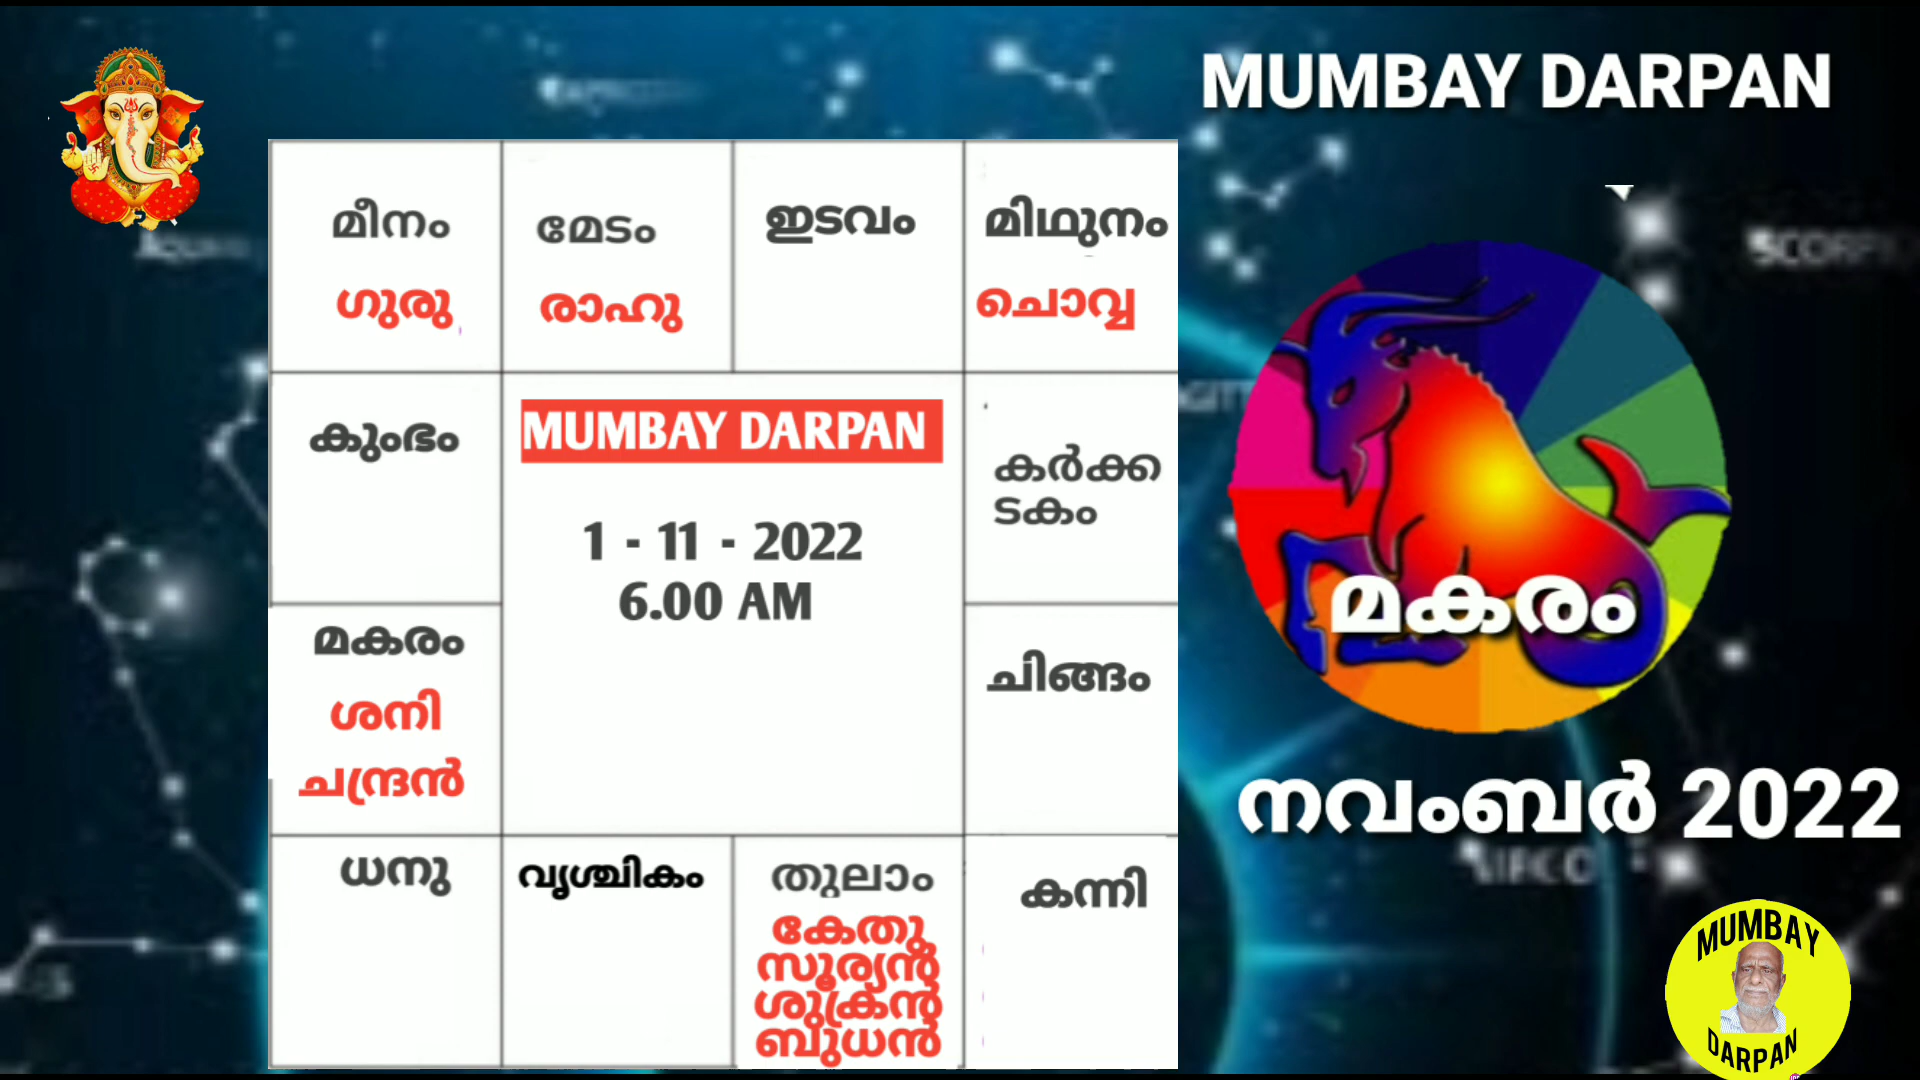 MUMBAY DARPAN
മീനം
ഗുരു
മേടം
രാഹു
ഇടവം
മിഥുനം
ചൊവ്വ
കുംഭം
MUMBAY DARPAN
1 - 11 - 2022
6.00 AM
കർക്ക
ടകം
മകരം
ശനി
ചന്ദ്രൻ
ചിങ്ങം
ധനു
വൃശ്ചികം
തുലാം
കേതു
സൂര്യൻ
ശുക്രൻ
ബുധൻ
കന്നി
മകരം
നവംബർ 2022
MUMBAY
DARPAN